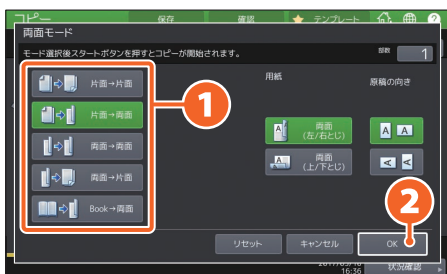 コピー 保存 確認 テンプレート
両面モード
モード選択後スタートボタンを押すとコピーが開始されます。 部数 1
用紙 原稿の向き
片面→片面
片面→両面
両面→両面
両面→片面
Book→両面
1
両面
(左/右とじ)
両面
(上/下とじ)
A A
2
リセット キャンセル OK
16:36 状況確認